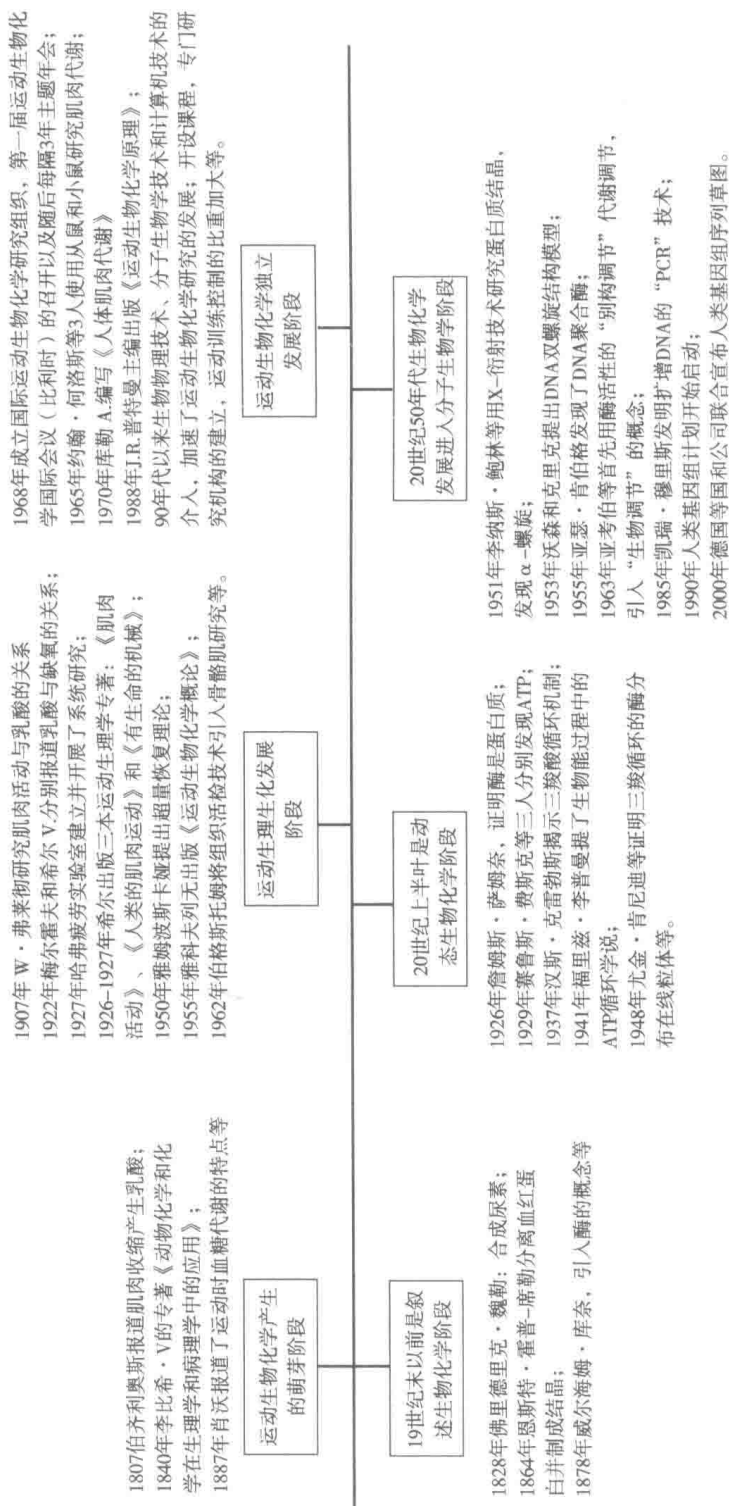 1807伯齐利奥斯报道肌肉收缩产生乳酸；
1840年李比希·V的专著《动物化学和化
学在生理学和病理学中的应用》；
1887年肖沃报道了运动时血糖代谢的特点等
运动生物化学产生
的萌芽阶段
19世纪末以前是叙
述生物化学阶段
1828年佛里德里克·魏勒：合成尿素；
1864年恩斯特·霍普-席勒分离血红蛋
白并制成结晶；
1878年威尔海姆·库奈，引入酶的概念等
1907年 W·弗莱彻研究肌肉活动与乳酸的关系
1922年梅尔霍夫和希尔 V.分别报道乳酸与缺氧的关系；
1927年哈弗疲劳实验室建立并开展了系统研究；
1926-1927年希尔出版三本运动生理学专著：《肌肉
活动》、《人类的肌肉运动》和《有生命的机械》；
1950年雅姆波斯卡娅提出超量恢复理论；
1955年雅科夫列无出版《运动生物化学概论》；
1962年伯格斯托姆将组织活检技术引入骨骼肌研究等。
运动生理生化发展
阶段
20世纪上半叶是动
态生物化学阶段
1926年詹姆斯·萨姆奈，证明酶是蛋白质；
1929年赛鲁斯·费斯克等三人分别发现ATP；
1937年汉斯·克雷勃斯揭示三羧酸循环机制；
1941年福里兹·李普曼提了生物能过程中的
ATP循环学说；
1948年尤金·肯尼迪等证明三羧循环的酶分
布在线粒体等。
1968年成立国际运动生物化学研究组织，第一届运动生物化
学国际会议（比利时）的召开以及随后每隔3年主题年会；
1965年约翰·何洛斯等3人使用从鼠和小鼠研究肌肉代谢；
1970年库勒 A.编写《人体肌肉代谢》
1988年J.R.普特曼主编出版《运动生物化学原理》；
90年代以来生物物理技术、分子生物学技术和计算机技术的
介入，加速了运动生物化学研究的发展；开设课程，专门研
究机构的建立，运动训练控制的比重加大等。
运动生物化学独立
发展阶段
20世纪50年代生物化学
发展进入分子生物学阶段
1951年李纳斯·鲍林等用X-衍射技术研究蛋白质结晶，
发现α-螺旋；
1953年沃森和克里克提出DNA双螺旋结构模型；
1955年亚瑟·肯伯格发现了DNA聚合酶；
1963年亚考伯等首先用酶活性的“别构调节”代谢调节，
引入“生物调节”的概念；
1985年凯瑞·穆里斯发明扩增DNA的“PCR”技术；
1990年人类基因组计划开始启动；
2000年德国等国和公司联合宣布人类基因组序列草图。